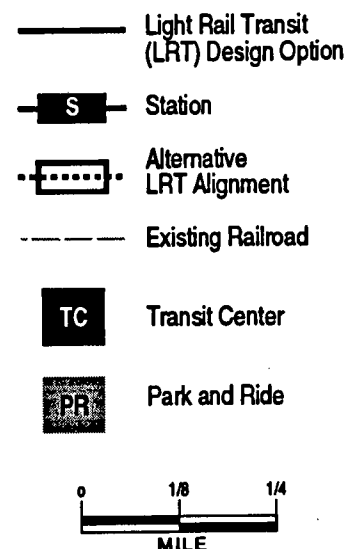 Light Rail Transit
(LRT) Design Option
S Station
Alternative
LRT Alignment
Existing Railroad
TC Transit Center
PR Park and Ride
0 1/8 1/4
MILE